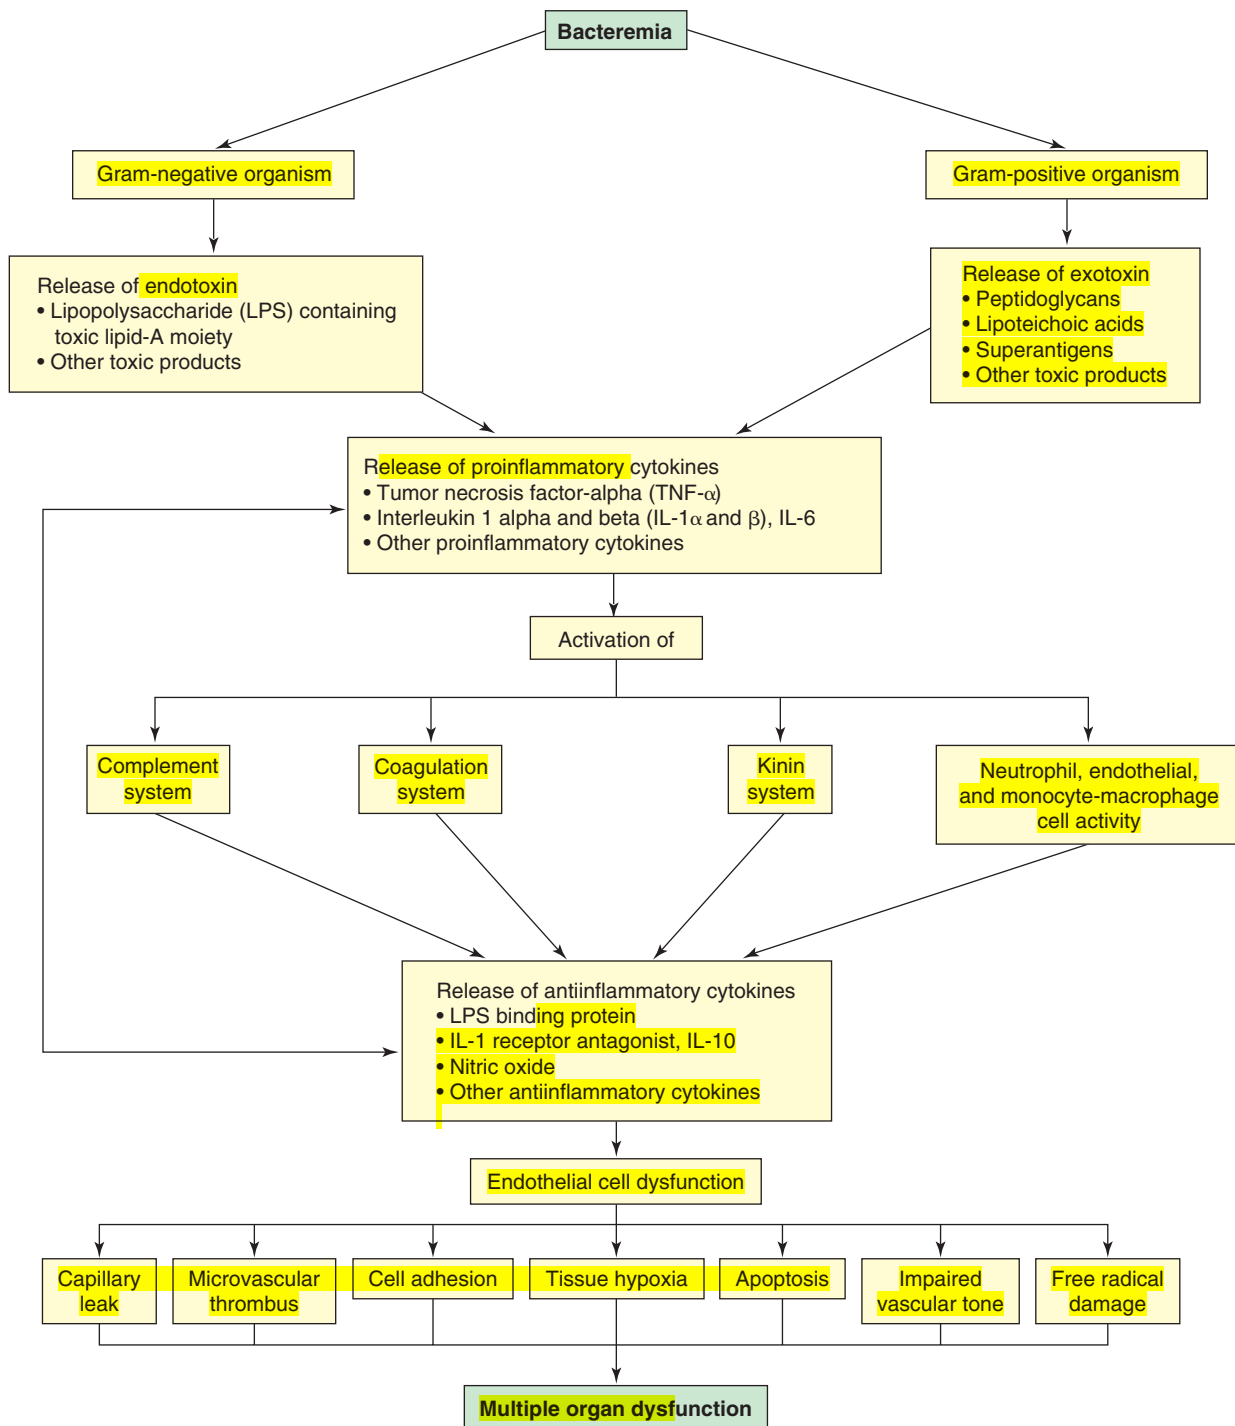 Bacteremia
Gram-negative organism
Gram-positive organism
Release of endotoxin
• Lipopolysaccharide (LPS) containing
toxic lipid-A moiety
• Other toxic products
Release of exotoxin
• Peptidoglycans
• Lipoteichoic acids
• Superantigens
• Other toxic products
Release of proinflammatory cytokines
• Tumor necrosis factor-alpha (TNF-α)
• Interleukin 1 alpha and beta (IL-1α and β), IL-6
• Other proinflammatory cytokines
Activation of
Complement
system
Coagulation
system
Kinin
system
Neutrophil, endothelial,
and monocyte-macrophage
cell activity
Release of antiinflammatory cytokines
• LPS binding protein
• IL-1 receptor antagonist, IL-10
• Nitric oxide
• Other antiinflammatory cytokines
Endothelial cell dysfunction
Capillary
leak
Microvascular
thrombus
Cell adhesion
Tissue hypoxia
Apoptosis
Impaired
vascular tone
Free radical
damage
Multiple organ dysfunction